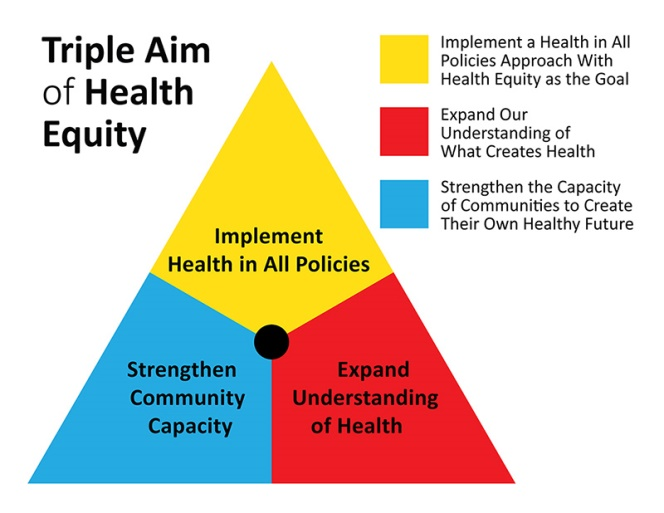 Triple Aim
of Health
Equity
Implement a Health in All
Policies Approach With
Health Equity as the Goal
Expand Our
Understanding of
What Creates Health
Strengthen the Capacity
of Communities to Create
Their Own Healthy Future
Implement
Health in All Policies
Strengthen
Community
Capacity
Expand
Understanding
of Health